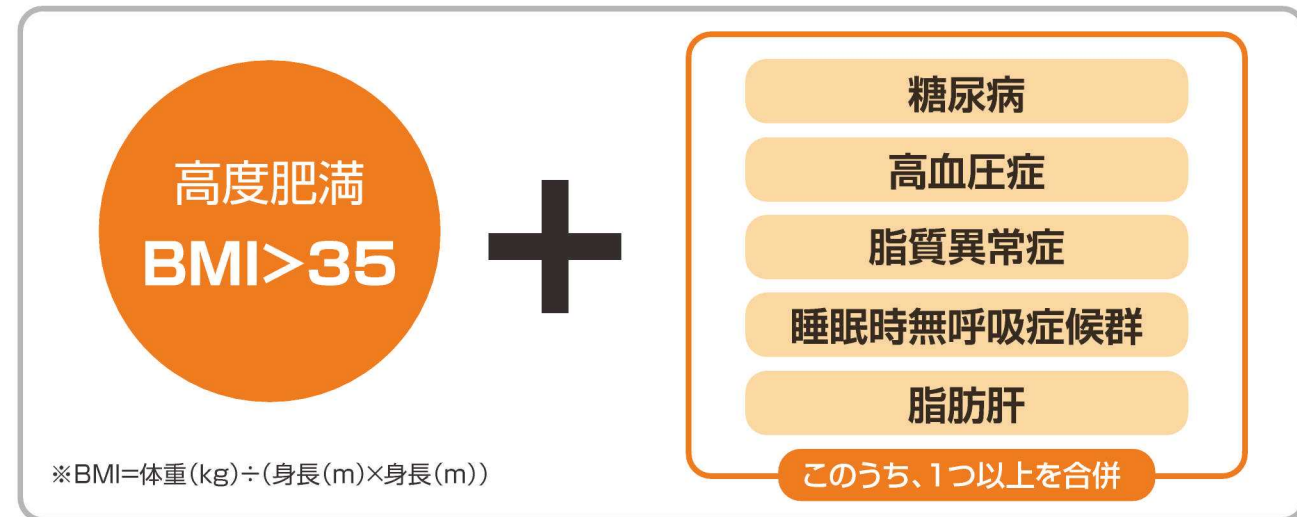 高度肥満
BMI>35
※BMI=体重(kg)÷(身長(m)×身長(m))
+
糖尿病
高血圧症
脂質異常症
睡眠時無呼吸症候群
脂肪肝
このうち、1つ以上を合併